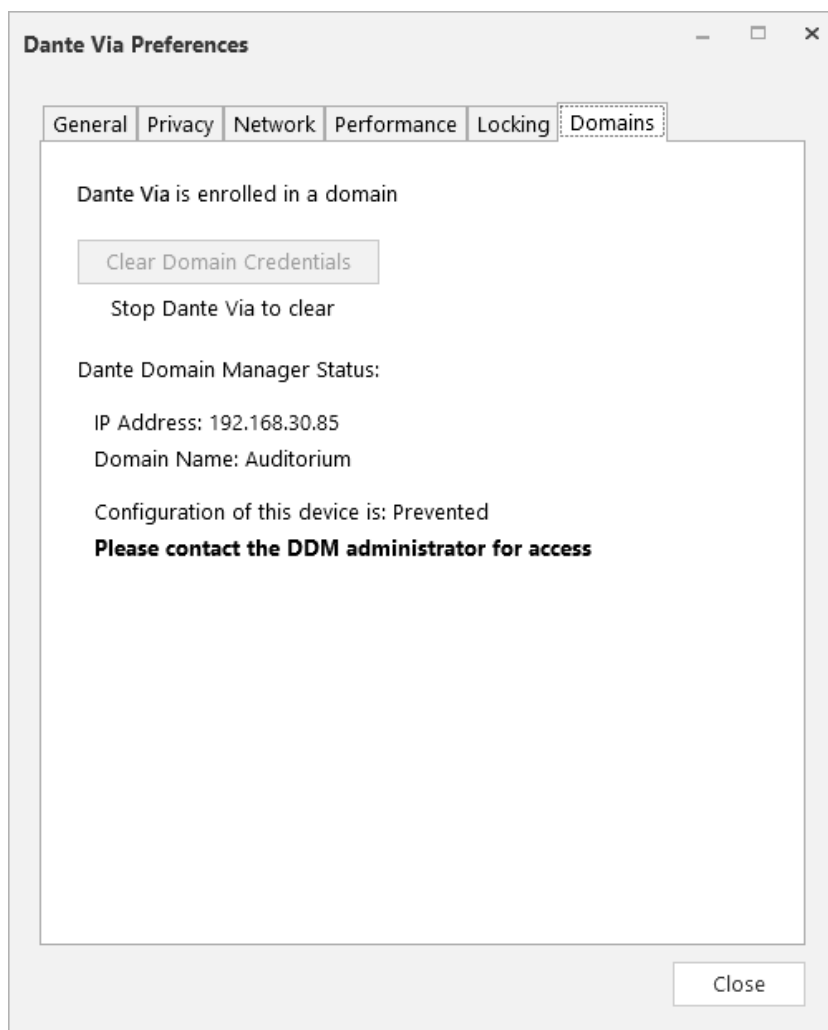 Dante Via Preferences
General Privacy Network Performance Locking Domains
Dante Via is enrolled in a domain
Clear Domain Credentials
Stop Dante Via to clear
Dante Domain Manager Status:
IP Address: 192.168.30.85
Domain Name: Auditorium
Configuration of this device is: Prevented
Please contact the DDM administrator for access
Close